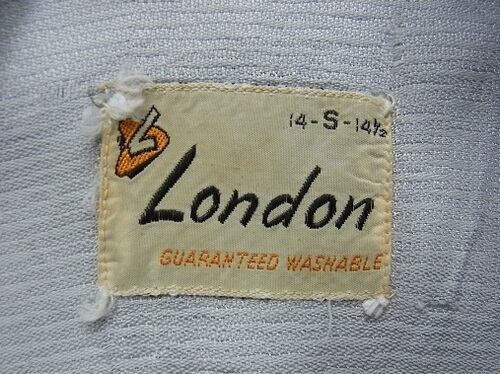 14-S-14½
L
London
GUARANTEED WASHABLE